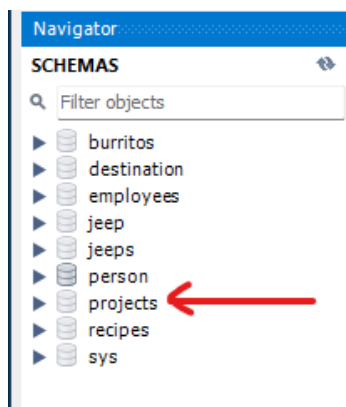 Navigator
SCHEMAS
Filter objects
burritos
destination
employees
jeep
jeeps
person
projects
recipes
sys